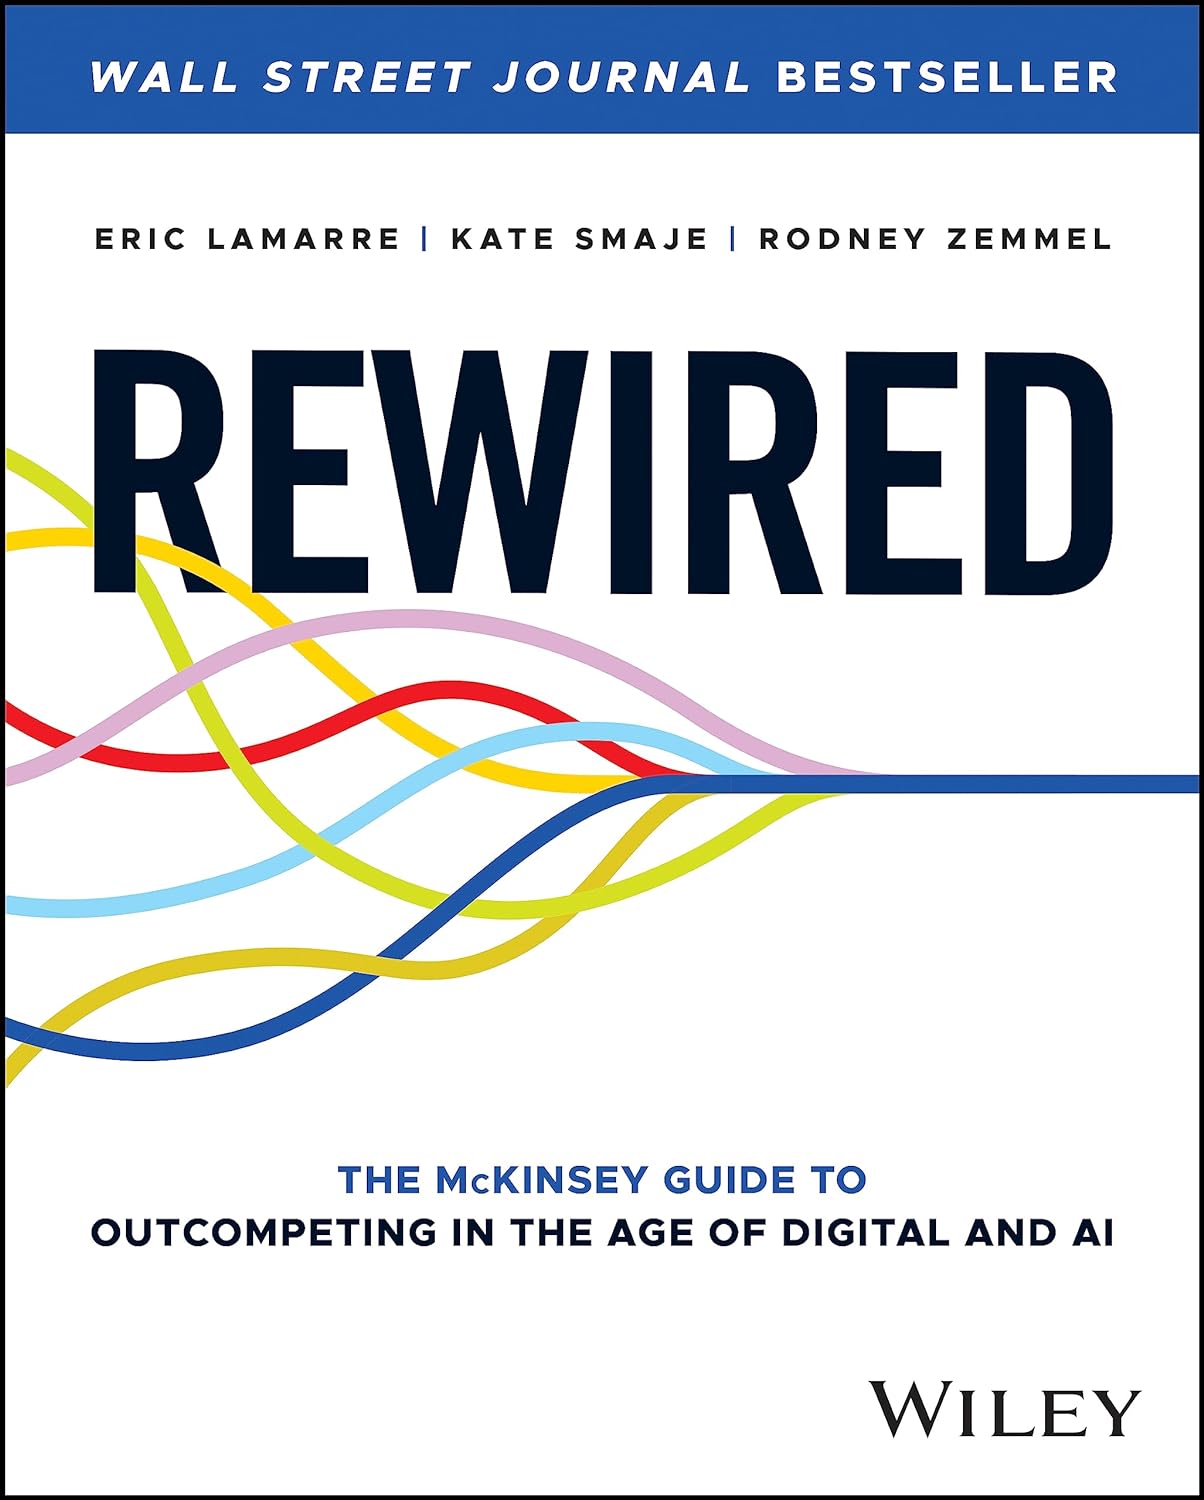 WALL STREET JOURNAL BESTSELLER
ERIC LAMARRE | KATE SMAJE | RODNEY ZEMMEL
REWIRED
THE McKINSEY GUIDE TO
OUTCOMPETING IN THE AGE OF DIGITAL AND AI
WILEY